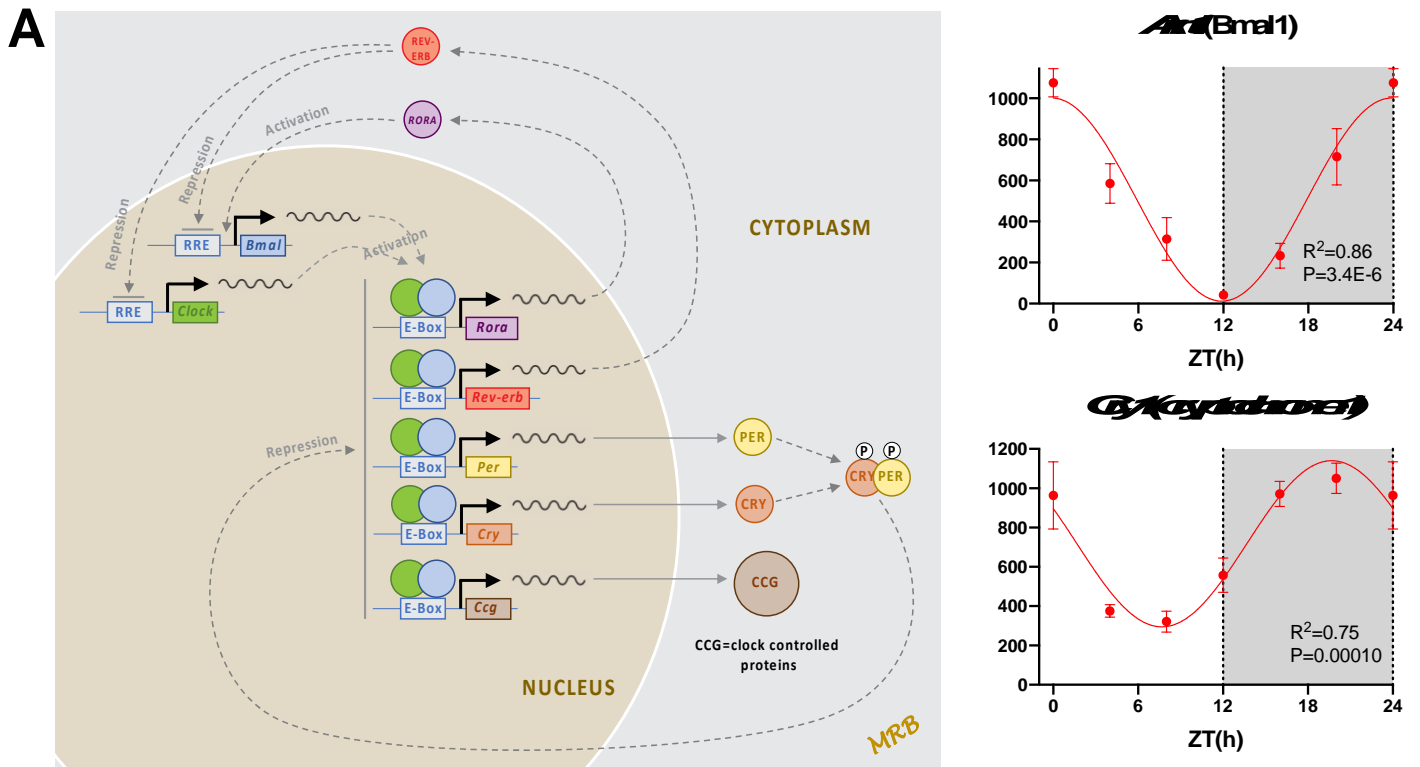 A
REV-
ERB
RORA
Activation
Repression
Repression
RRE
Bmal
Activation
RRE
Clock
CYTOPLASM
E-Box
Rora
E-Box
Rev-erb
Repression
E-Box
Per
PER
P
P
CRY
PER
E-Box
Cry
CRY
E-Box
Ccg
CCG
CCG=clock controlled
proteins
NUCLEUS
MRB
(Bmal1)
1000
800
600
400
200
0
R²=0.86
P=3.4E-6
0
6
12
18
24
ZT(h)
1200
1000
800
600
400
200
0
R²=0.75
P=0.00010
0
6
12
18
24
ZT(h)